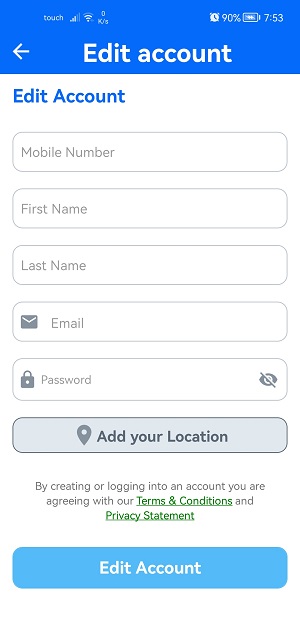 touch 0 K/s 90% 7:53
Edit account
Edit Account
Mobile Number
First Name
Last Name
Email
Password
Add your Location
By creating or logging into an account you are
agreeing with our Terms & Conditions and
Privacy Statement
Edit Account